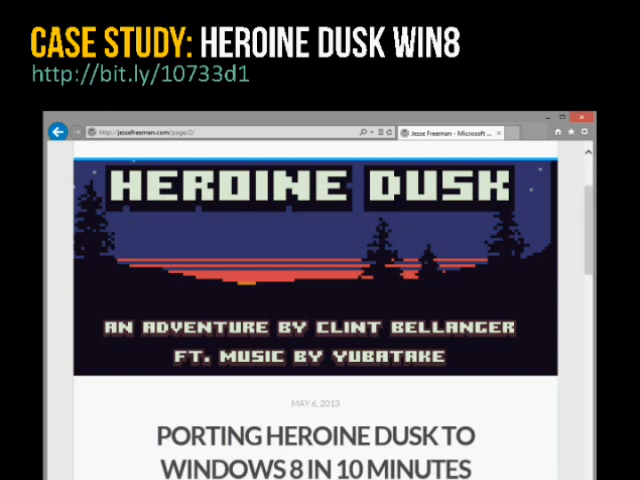 CASE STUDY: HEROINE DUSK WIN8
http://bit.ly/10733d1
http://jessefreeman.com/page/2/
Jesse Freeman - Microsoft ...
HEROINE DUSK
AN ADVENTURE BY CLINT BELLANGER
FT. MUSIC BY YUBATAKE
MAY 6, 2013
PORTING HEROINE DUSK TO
WINDOWS 8 IN 10 MINUTES